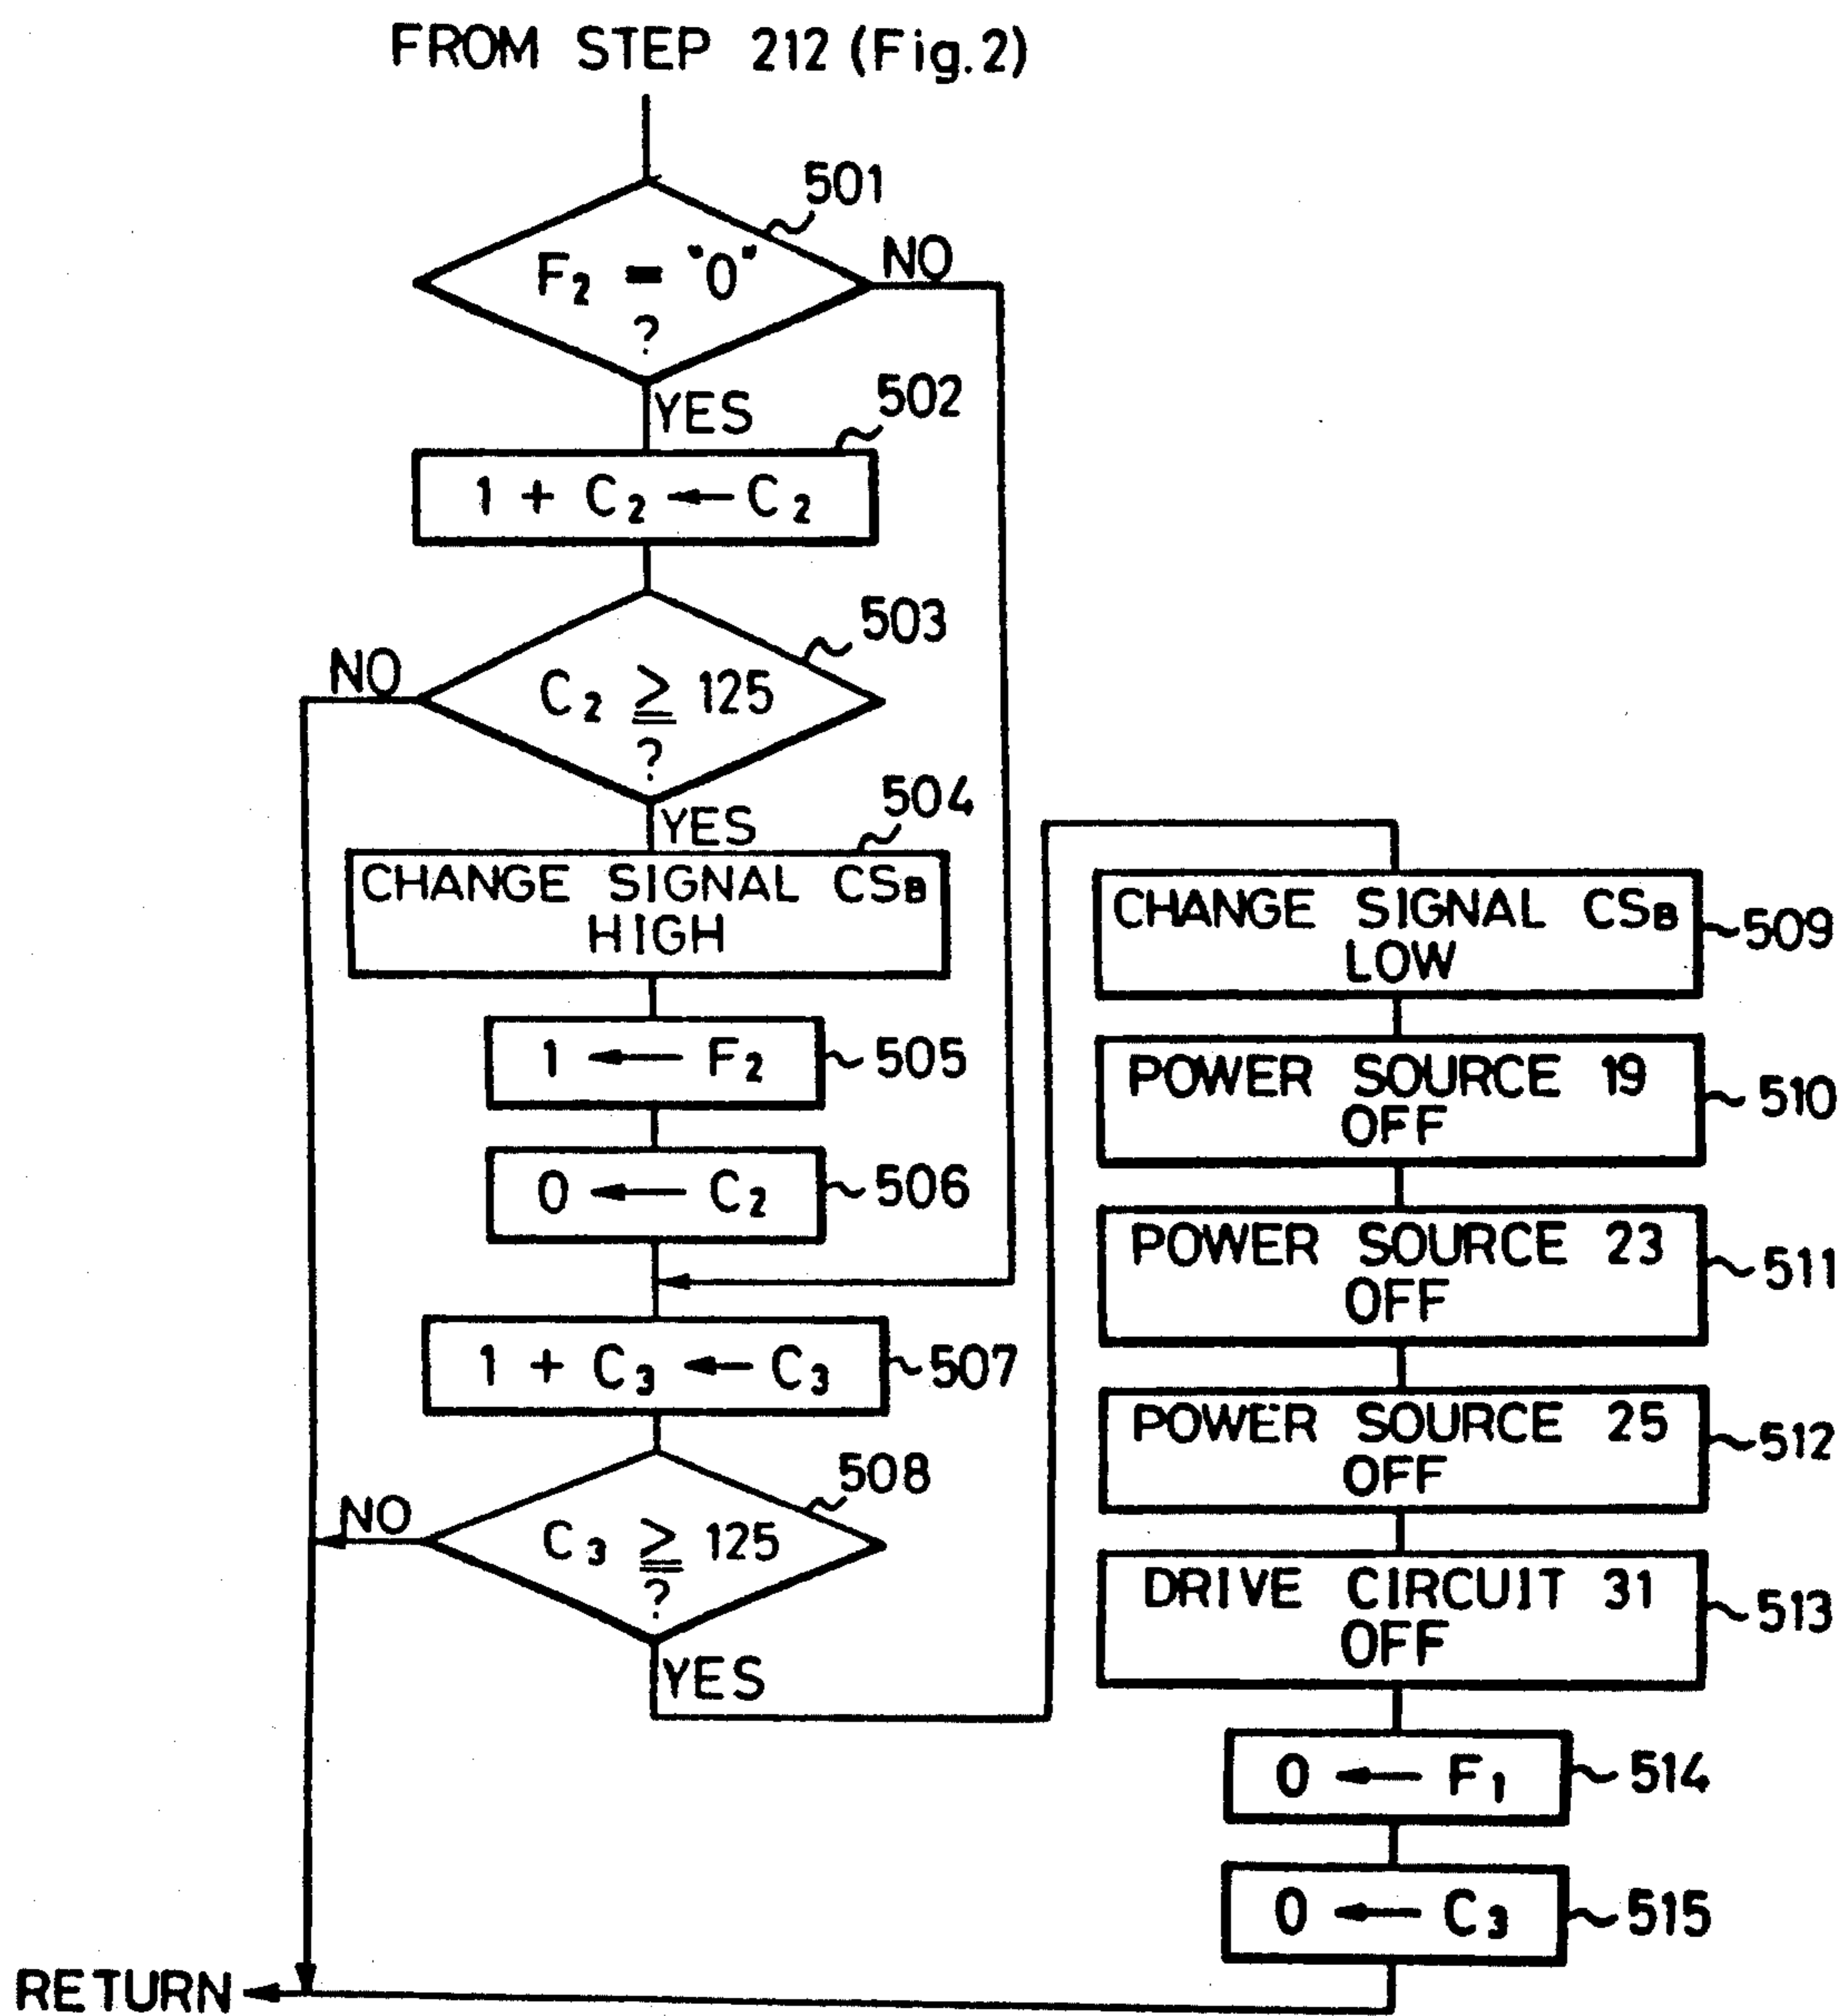 FROM STEP 212 (Fig.2)
501
F2 = "0"
?
NO
YES
502
1 + C2 ← C2
503
NO
C2 ≧ 125
?
YES
504
CHANGE SIGNAL CSB
HIGH
1 ← F2
505
0 ← C2
506
1 + C3 ← C3
507
508
NO
C3 ≧ 125
?
YES
CHANGE SIGNAL CSB
LOW
509
POWER SOURCE 19
OFF
510
POWER SOURCE 23
OFF
511
POWER SOURCE 25
OFF
512
DRIVE CIRCUIT 31
OFF
513
0 ← F1
514
0 ← C3
515
RETURN